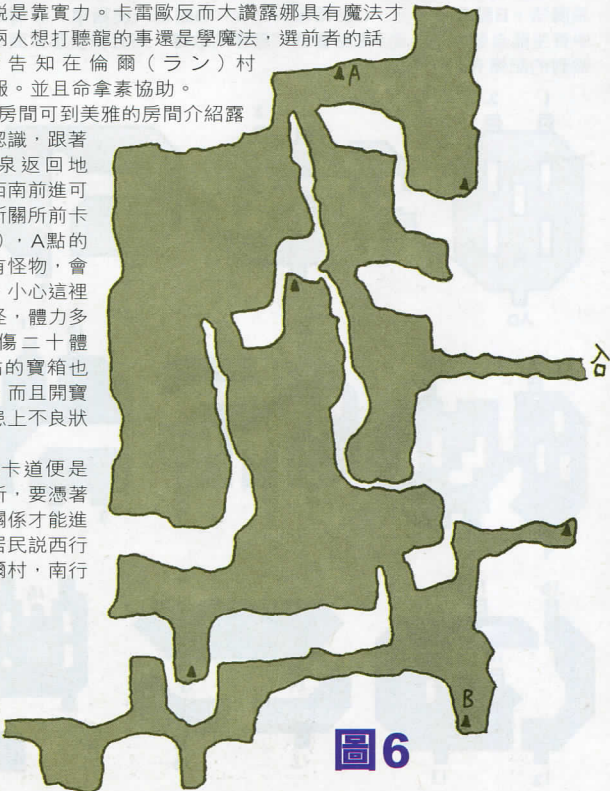 説是靠實力。卡雷歐反而大讚露娜具有魔法才
兩人想打聽龍的事還是學魔法，選前者的話
告知在倫爾（ラン）村
報。並且命拿素協助。
房間可到美雅的房間介紹露
認識，跟著
泉返回地
西南前進可
所關所前卡
），A點的
有怪物，會
小心這裡
怪，體力多
傷二十體
的寶箱也
而且開寶
患上不良狀
卡道便是
所，要憑著
關係才能進
居民說西行
爾村，南行
A
入口
B
圖6